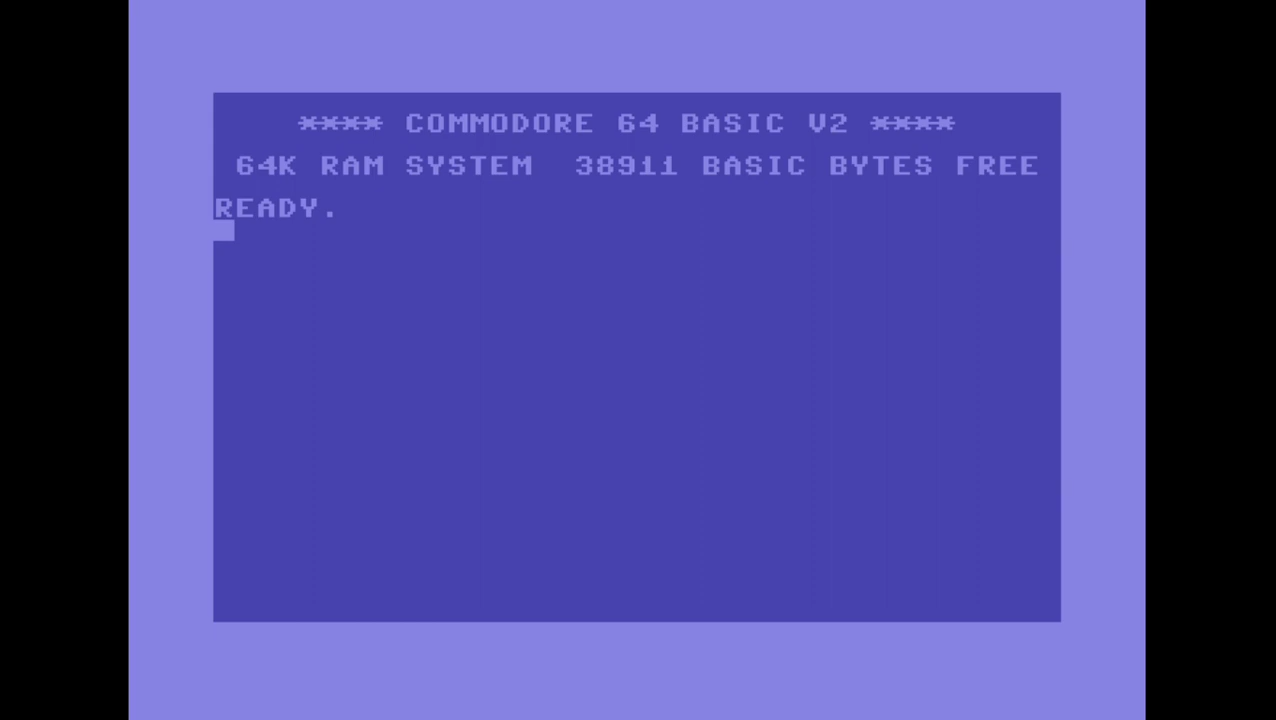 **** COMMODORE 64 BASIC V2 ****
64K RAM SYSTEM  38911 BASIC BYTES FREE
READY.